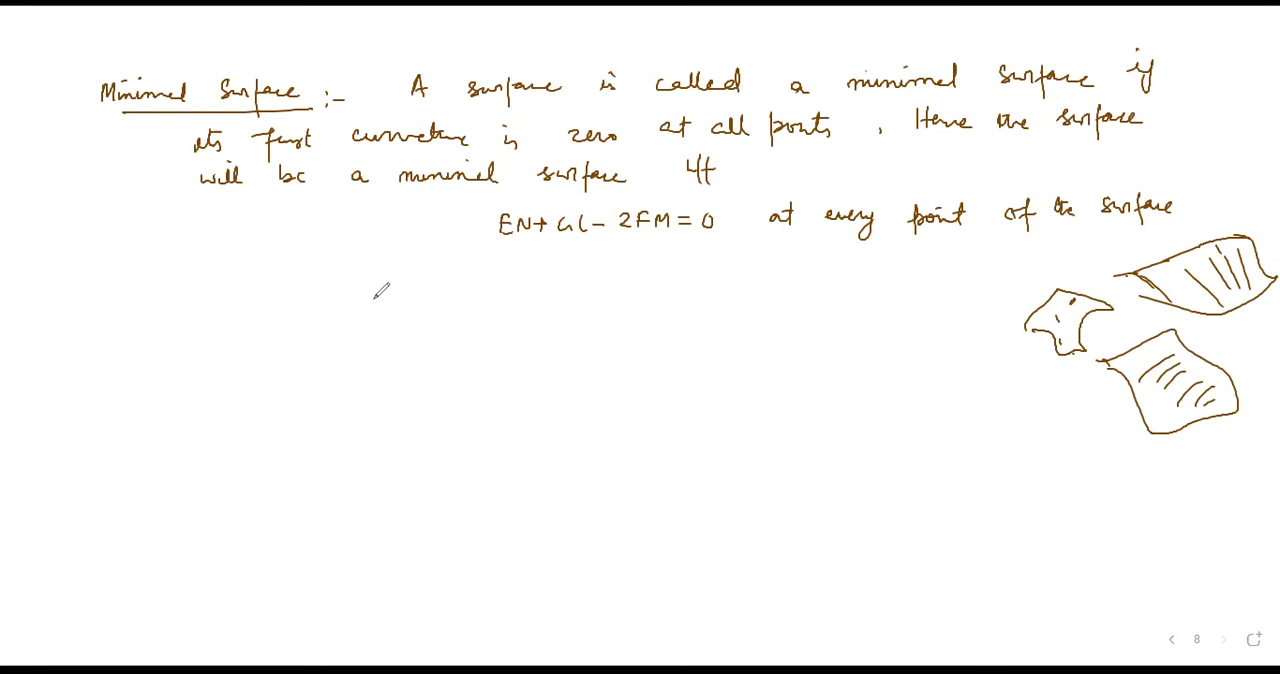 Minimal Surface :- A surface is called a minimal surface if
its first curvature is zero at all points . Hence the surface
will be a minimal surface iff
EN + GL - 2FM = 0 at every point of the surface
8